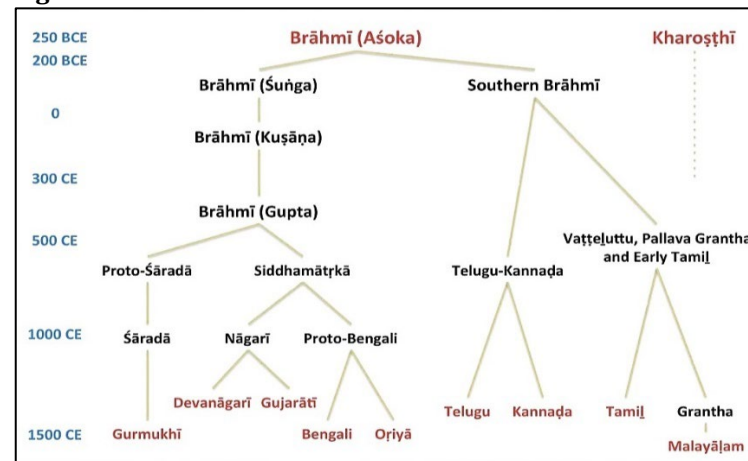 250 BCE
Brāhmī (Aśoka)
Kharoṣṭhī
200 BCE
Brāhmī (Śuṅga)
Southern Brāhmī
0
Brāhmī (Kuṣāṇa)
300 CE
Brāhmī (Gupta)
500 CE
Vaṭṭeḻuttu, Pallava Grantha
and Early Tamiḻ
Proto-Śāradā
Siddhamātṛkā
Telugu-Kannaḍa
1000 CE
Śāradā
Nāgarī
Proto-Bengali
Devanāgarī
Gujarātī
Telugu
Kannaḍa
Tamiḻ
Grantha
1500 CE
Gurmukhī
Bengali
Oṛiyā
Malayāḷam